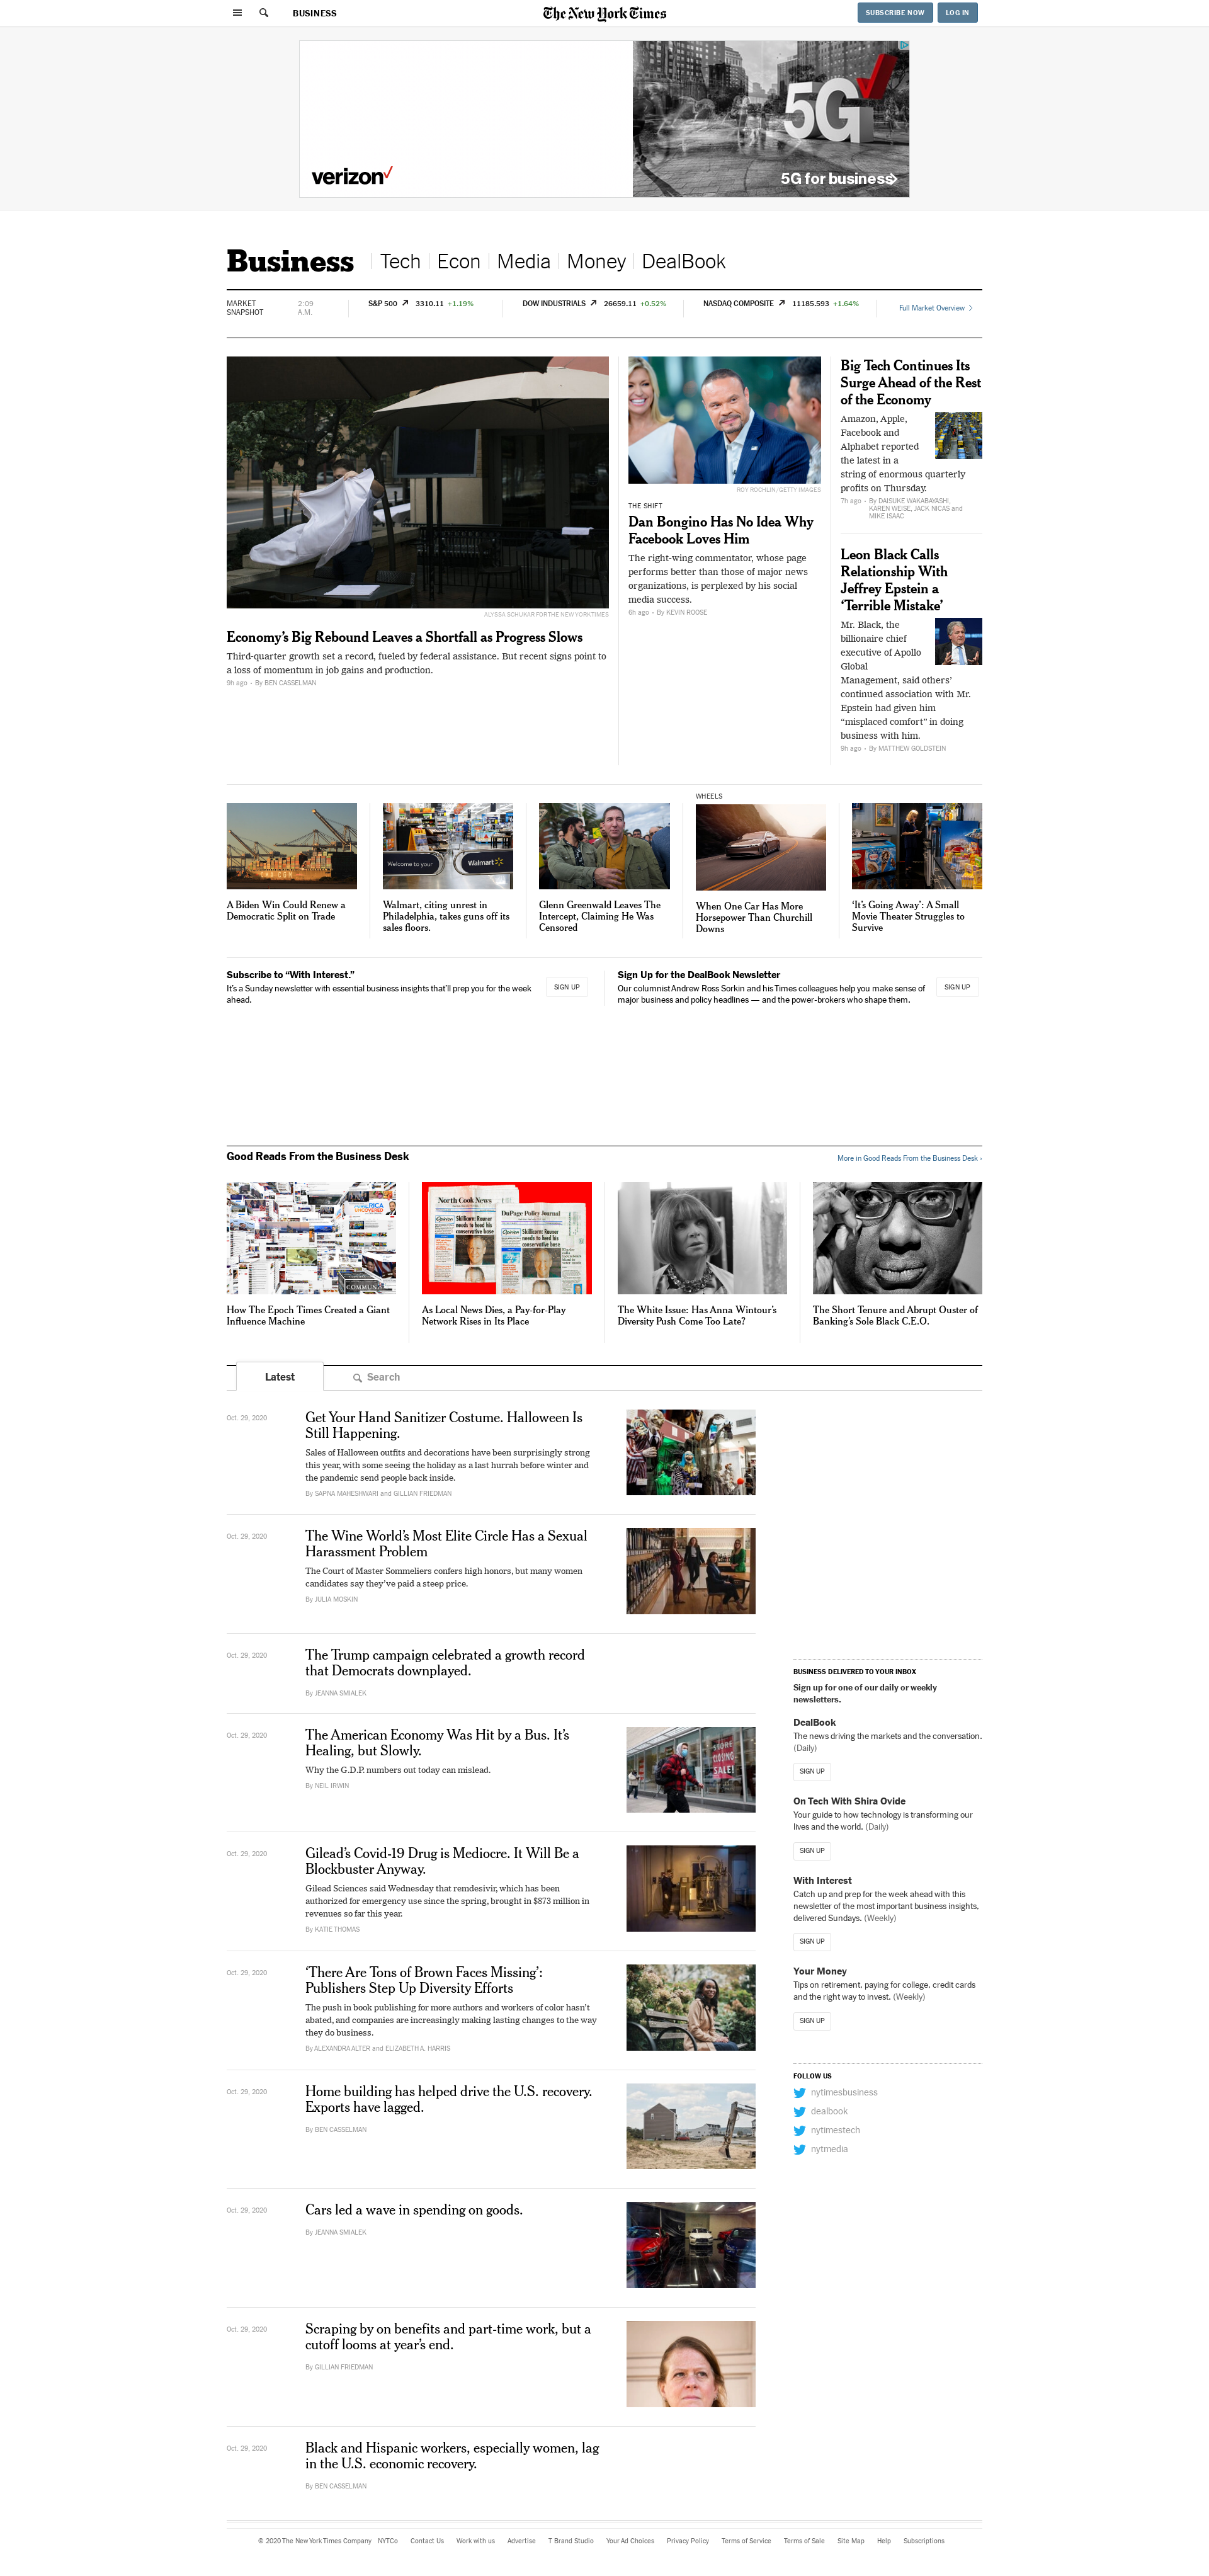 BUSINESS
The New York Times
SUBSCRIBE NOW
LOG IN
5G
verizon
5G for business
Business
Tech
Econ
Media
Money
DealBook
MARKET
SNAPSHOT
2:09
A.M.
S&P 500 3310.11 +1.19%
DOW INDUSTRIALS 26659.11 +0.52%
NASDAQ COMPOSITE 11185.593 +1.64%
Full Market Overview
ALYSSA SCHUKAR FOR THE NEW YORK TIMES
Economy’s Big Rebound Leaves a Shortfall as Progress Slows
Third-quarter growth set a record, fueled by federal assistance. But recent signs point to
a loss of momentum in job gains and production.
9h ago • By BEN CASSELMAN
ROY ROCHLIN/GETTY IMAGES
THE SHIFT
Dan Bongino Has No Idea Why
Facebook Loves Him
The right-wing commentator, whose page
performs better than those of major news
organizations, is perplexed by his social
media success.
6h ago • By KEVIN ROOSE
Big Tech Continues Its
Surge Ahead of the Rest
of the Economy
Amazon, Apple,
Facebook and
Alphabet reported
the latest in a
string of enormous quarterly
profits on Thursday.
7h ago • By DAISUKE WAKABAYASHI,
KAREN WEISE, JACK NICAS and
MIKE ISAAC
Leon Black Calls
Relationship With
Jeffrey Epstein a
‘Terrible Mistake’
Mr. Black, the
billionaire chief
executive of Apollo
Global
Management, said others’
continued association with Mr.
Epstein had given him
“misplaced comfort” in doing
business with him.
9h ago • By MATTHEW GOLDSTEIN
A Biden Win Could Renew a
Democratic Split on Trade
Welcome to your
Walmart
Walmart, citing unrest in
Philadelphia, takes guns off its
sales floors.
Glenn Greenwald Leaves The
Intercept, Claiming He Was
Censored
WHEELS
When One Car Has More
Horsepower Than Churchill
Downs
‘It’s Going Away’: A Small
Movie Theater Struggles to
Survive
Subscribe to “With Interest.”
It’s a Sunday newsletter with essential business insights that’ll prep you for the week
ahead.
SIGN UP
Sign Up for the DealBook Newsletter
Our columnist Andrew Ross Sorkin and his Times colleagues help you make sense of
major business and policy headlines — and the power-brokers who shape them.
SIGN UP
Good Reads From the Business Desk
More in Good Reads From the Business Desk ›
How The Epoch Times Created a Giant
Influence Machine
North Cook News
DuPage Policy Journal
As Local News Dies, a Pay-for-Play
Network Rises in Its Place
The White Issue: Has Anna Wintour’s
Diversity Push Come Too Late?
The Short Tenure and Abrupt Ouster of
Banking’s Sole Black C.E.O.
Latest
Search
Oct. 29, 2020
Get Your Hand Sanitizer Costume. Halloween Is
Still Happening.
Sales of Halloween outfits and decorations have been surprisingly strong
this year, with some seeing the holiday as a last hurrah before winter and
the pandemic send people back inside.
By SAPNA MAHESHWARI and GILLIAN FRIEDMAN
Oct. 29, 2020
The Wine World’s Most Elite Circle Has a Sexual
Harassment Problem
The Court of Master Sommeliers confers high honors, but many women
candidates say they’ve paid a steep price.
By JULIA MOSKIN
Oct. 29, 2020
The Trump campaign celebrated a growth record
that Democrats downplayed.
By JEANNA SMIALEK
Oct. 29, 2020
The American Economy Was Hit by a Bus. It’s
Healing, but Slowly.
Why the G.D.P. numbers out today can mislead.
By NEIL IRWIN
STORE
CLOSING
SALE!
Oct. 29, 2020
Gilead’s Covid-19 Drug is Mediocre. It Will Be a
Blockbuster Anyway.
Gilead Sciences said Wednesday that remdesivir, which has been
authorized for emergency use since the spring, brought in $873 million in
revenues so far this year.
By KATIE THOMAS
Oct. 29, 2020
‘There Are Tons of Brown Faces Missing’:
Publishers Step Up Diversity Efforts
The push in book publishing for more authors and workers of color hasn’t
abated, and companies are increasingly making lasting changes to the way
they do business.
By ALEXANDRA ALTER and ELIZABETH A. HARRIS
Oct. 29, 2020
Home building has helped drive the U.S. recovery.
Exports have lagged.
By BEN CASSELMAN
Oct. 29, 2020
Cars led a wave in spending on goods.
By JEANNA SMIALEK
Oct. 29, 2020
Scraping by on benefits and part-time work, but a
cutoff looms at year’s end.
By GILLIAN FRIEDMAN
Oct. 29, 2020
Black and Hispanic workers, especially women, lag
in the U.S. economic recovery.
By BEN CASSELMAN
BUSINESS DELIVERED TO YOUR INBOX
Sign up for one of our daily or weekly
newsletters.
DealBook
The news driving the markets and the conversation.
(Daily)
SIGN UP
On Tech With Shira Ovide
Your guide to how technology is transforming our
lives and the world. (Daily)
SIGN UP
With Interest
Catch up and prep for the week ahead with this
newsletter of the most important business insights,
delivered Sundays. (Weekly)
SIGN UP
Your Money
Tips on retirement, paying for college, credit cards
and the right way to invest. (Weekly)
SIGN UP
FOLLOW US
nytimesbusiness
dealbook
nytimestech
nytmedia
© 2020 The New York Times Company NYTCo Contact Us Work with us Advertise T Brand Studio Your Ad Choices Privacy Policy Terms of Service Terms of Sale Site Map Help Subscriptions